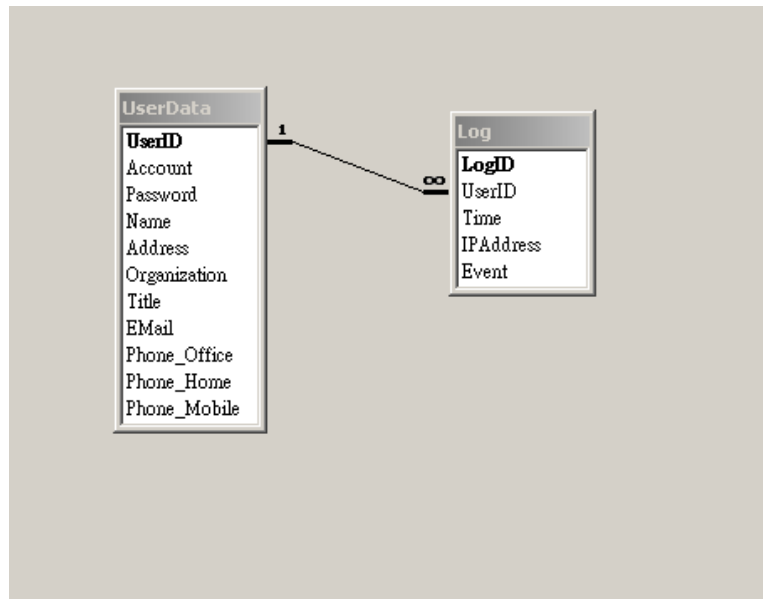 UserData
UserID
Account
Password
Name
Address
Organization
Title
EMail
Phone_Office
Phone_Home
Phone_Mobile
1
∞
Log
LogID
UserID
Time
IPAddress
Event